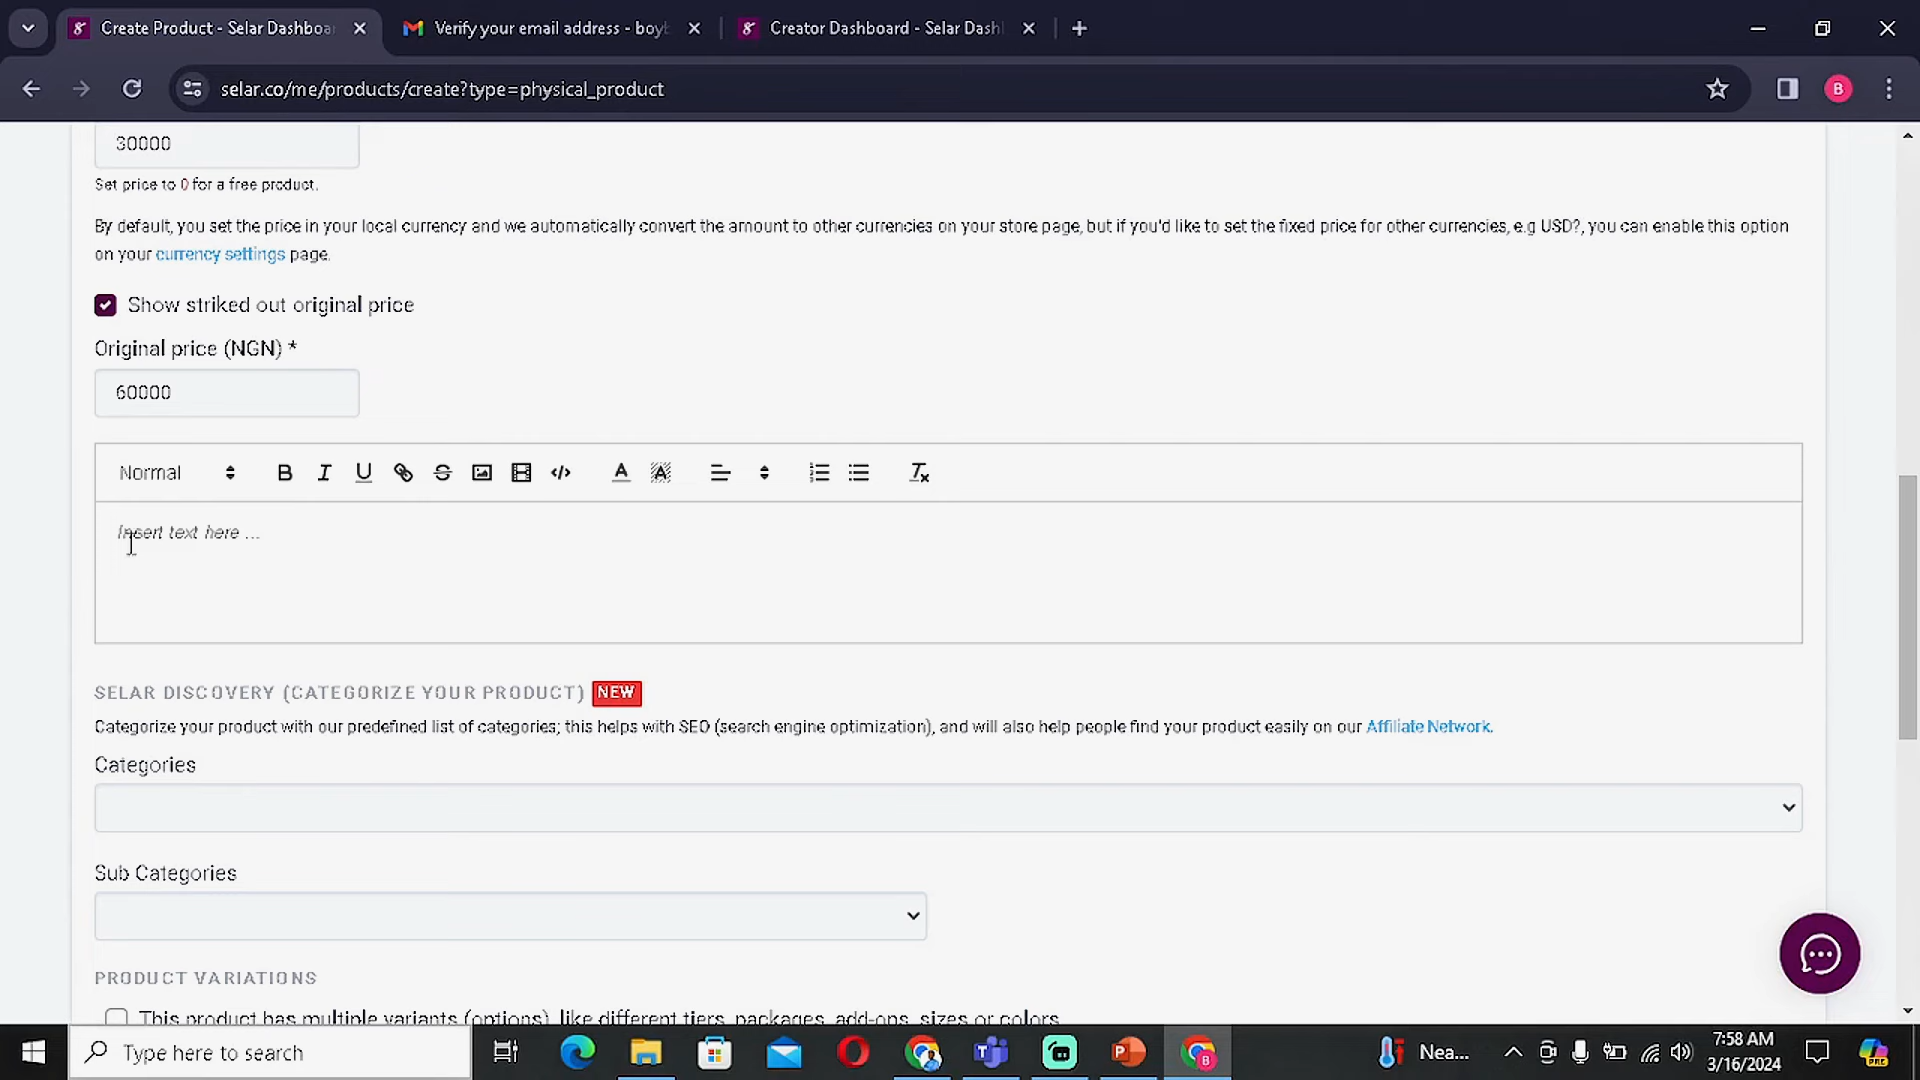 Create Product - Selar Dashboa
Verify your email address - boyb
Creator Dashboard - Selar Dash
selar.co/me/products/create?type=physical_product
B
30000
Set price to 0 for a free product.
By default, you set the price in your local currency and we automatically convert the amount to other currencies on your store page, but if you'd like to set the fixed price for other currencies, e.g USD?, you can enable this option
on your currency settings page.
Show striked out original price
Original price (NGN) *
60000
Normal
Insert text here ...
SELAR DISCOVERY (CATEGORIZE YOUR PRODUCT) NEW
Categorize your product with our predefined list of categories; this helps with SEO (search engine optimization), and will also help people find your product easily on our Affiliate Network.
Categories
Sub Categories
PRODUCT VARIATIONS
This product has multiple variants (options), like different tiers, packages, add-ons, sizes or colors
Type here to search
Nea...
7:58 AM
3/16/2024